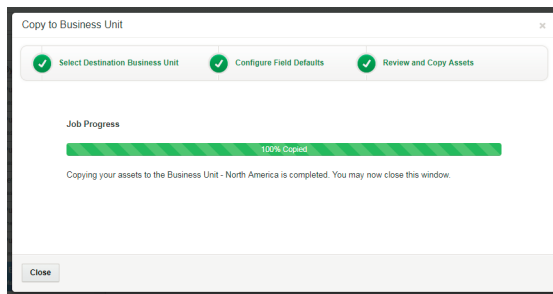 Copy to Business Unit
×
Select Destination Business Unit
Configure Field Defaults
Review and Copy Assets
Job Progress
100% Copied
Copying your assets to the Business Unit - North America is completed. You may now close this window.
Close